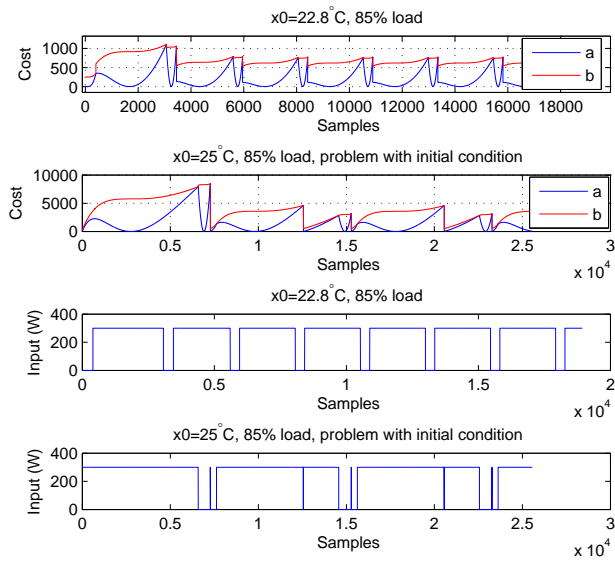 x0=22.8°C, 85% load
Cost
1000
500
0
a
b
0 2000 4000 6000 8000 10000 12000 14000 16000 18000
Samples
x0=25°C, 85% load, problem with initial condition
Cost
10000
5000
0
a
b
0 0.5 1 1.5 2 2.5 3
Samples
x 10^4
x0=22.8°C, 85% load
Input (W)
400
200
0
0 0.5 1 1.5 2
Samples
x 10^4
x0=25°C, 85% load, problem with initial condition
Input (W)
400
200
0
0 0.5 1 1.5 2 2.5 3
Samples
x 10^4